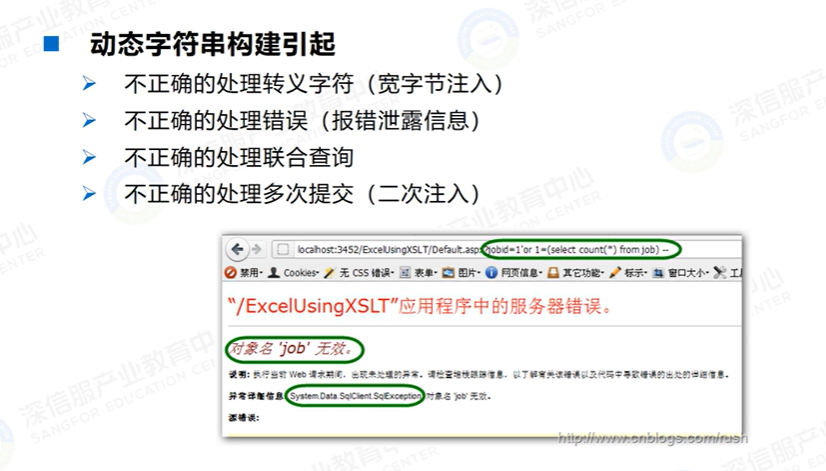 动态字符串构建引起
不正确的处理转义字符（宽字节注入）
不正确的处理错误（报错泄露信息）
不正确的处理联合查询
不正确的处理多次提交（二次注入）
localhost:3452/ExcelUsingXSLT/Default.aspx?jobid=1'or 1=(select count(*) from job) --
禁用· Cookies· 无 CSS 错误· 表单· 图片· 网页信息· 其它功能· 标示· 窗口大小· 工
“/ExcelUsingXSLT”应用程序中的服务器错误。
对象名 'job' 无效。
说明: 执行当前 Web 请求期间，出现未处理的异常。请检查堆栈跟踪信息，以了解有关该错误以及代码中导致错误的出处的详细信息。
异常详细信息: System.Data.SqlClient.SqlException: 对象名 'job' 无效。
源错误:
http://www.cnblogs.com/rush
深信服产业教育中心
SANGFOR EDUCATION CENTER